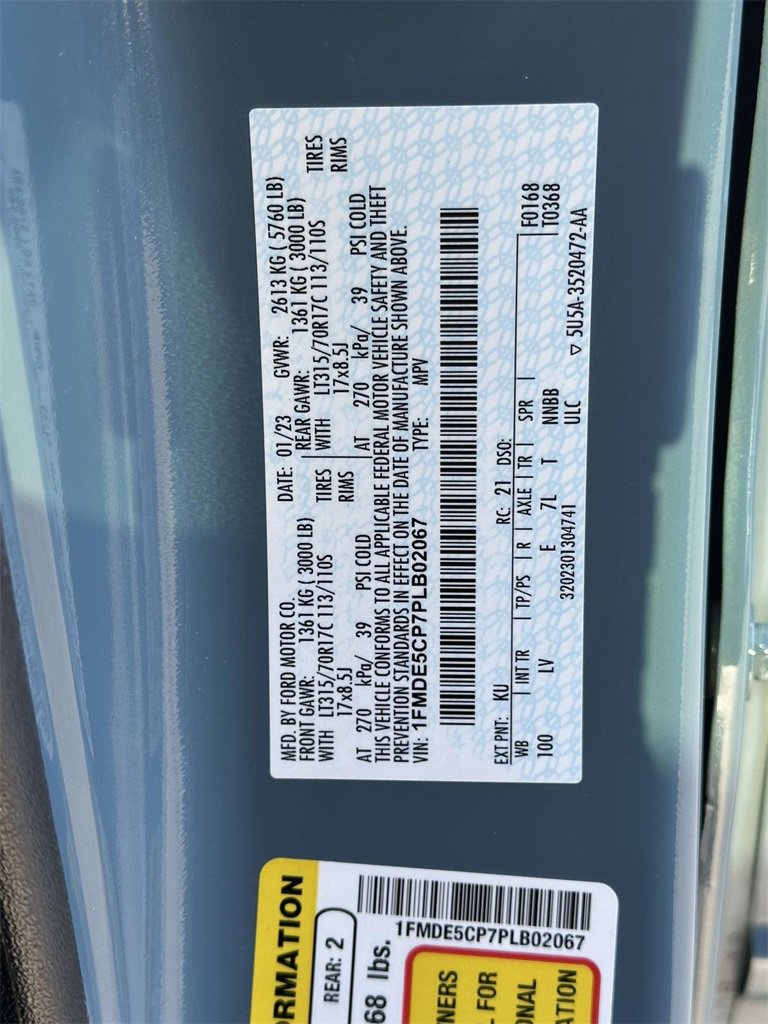 MFD. BY FORD MOTOR CO. DATE: 01/23 GVWR: 2613 KG ( 5760 LB)
FRONT GAWR: 1361 KG ( 3000 LB) REAR GAWR: 1361 KG ( 3000 LB)
WITH LT315/70R17C 113/110S TIRES WITH LT315/70R17C 113/110S TIRES
17x8.5J RIMS 17x8.5J RIMS
AT 270 kPa/ 39 PSI COLD AT 270 kPa/ 39 PSI COLD
THIS VEHICLE CONFORMS TO ALL APPLICABLE FEDERAL MOTOR VEHICLE SAFETY AND THEFT
PREVENTION STANDARDS IN EFFECT ON THE DATE OF MANUFACTURE SHOWN ABOVE.
VIN: 1FMDE5CP7PLB02067 TYPE: MPV
EXT PNT: KU RC: 21 DSO: F0168
WB INT TR TP/PS R AXLE TR SPR T0368
100 LV E 7L T NNBB
3202301304741 ULC ▽ 5U5A-3520472-AA
REAR: 2
68 lbs.
1FMDE5CP7PLB02067